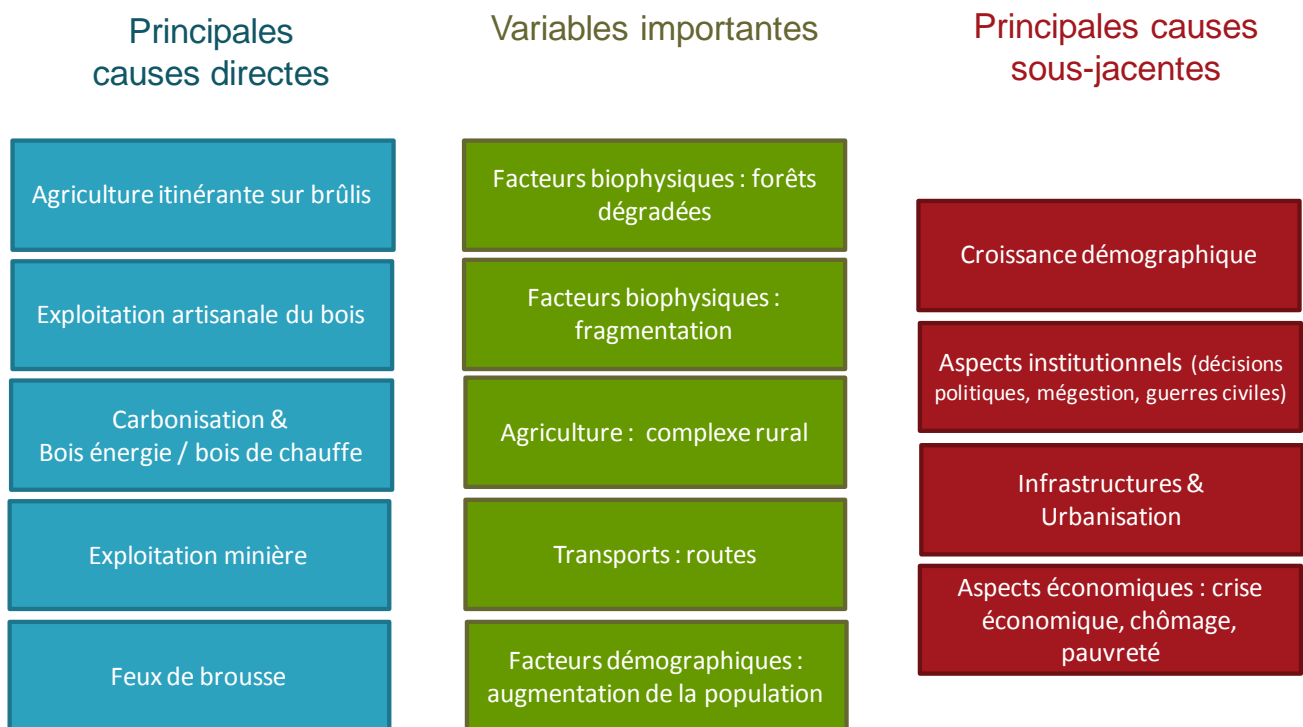 Principales
causes directes
Agriculture itinérante sur brûlis
Exploitation artisanale du bois
Carbonisation &
Bois énergie / bois de chauffe
Exploitation minière
Feux de brousse
Variables importantes
Facteurs biophysiques : forêts
dégradées
Facteurs biophysiques :
fragmentation
Agriculture : complexe rural
Transports : routes
Facteurs démographiques :
augmentation de la population
Principales causes
sous-jacentes
Croissance démographique
Aspects institutionnels (décisions
politiques, mégestion, guerres civiles)
Infrastructures &
Urbanisation
Aspects économiques : crise
économique, chômage,
pauvreté